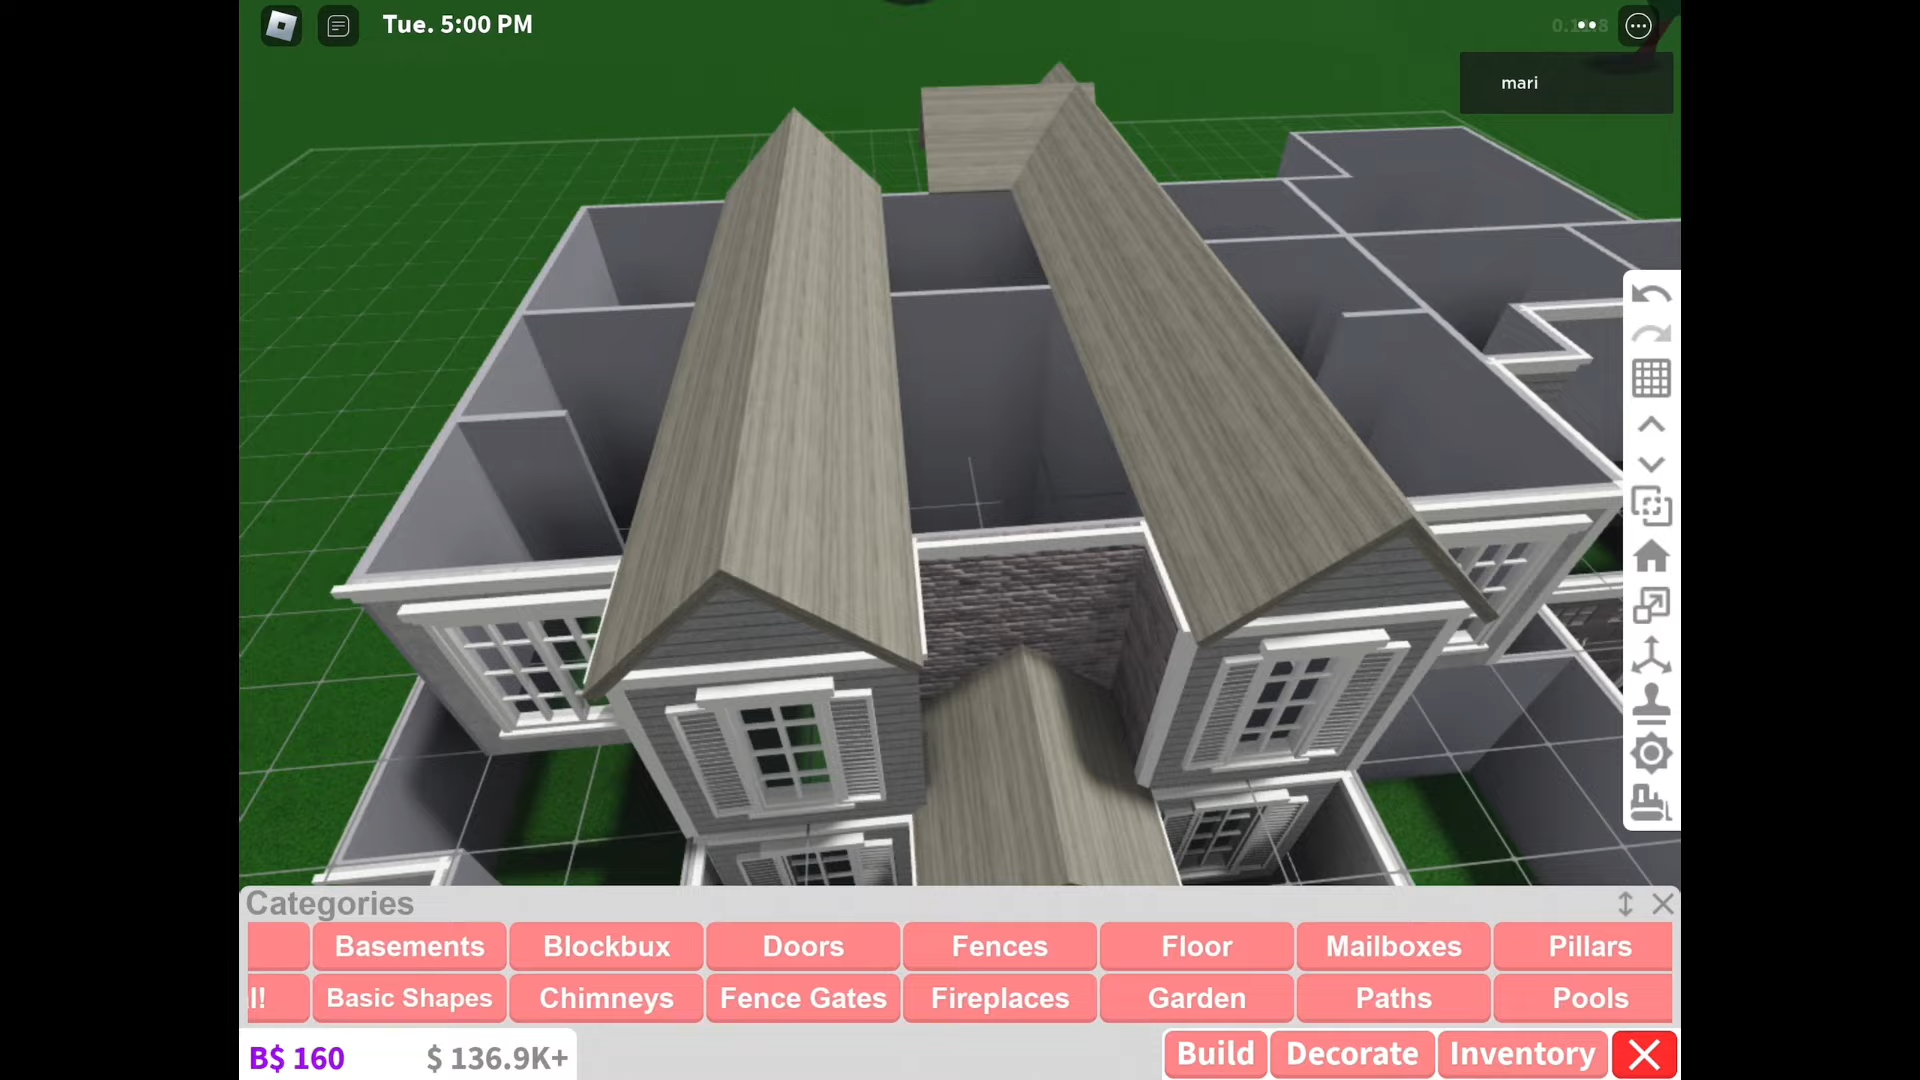 Tue. 5:00 PM
mari
Categories
Basements Blockbux Doors Fences Floor Mailboxes Pillars
l! Basic Shapes Chimneys Fence Gates Fireplaces Garden Paths Pools
B$ 160 $ 136.9K+ Build Decorate Inventory